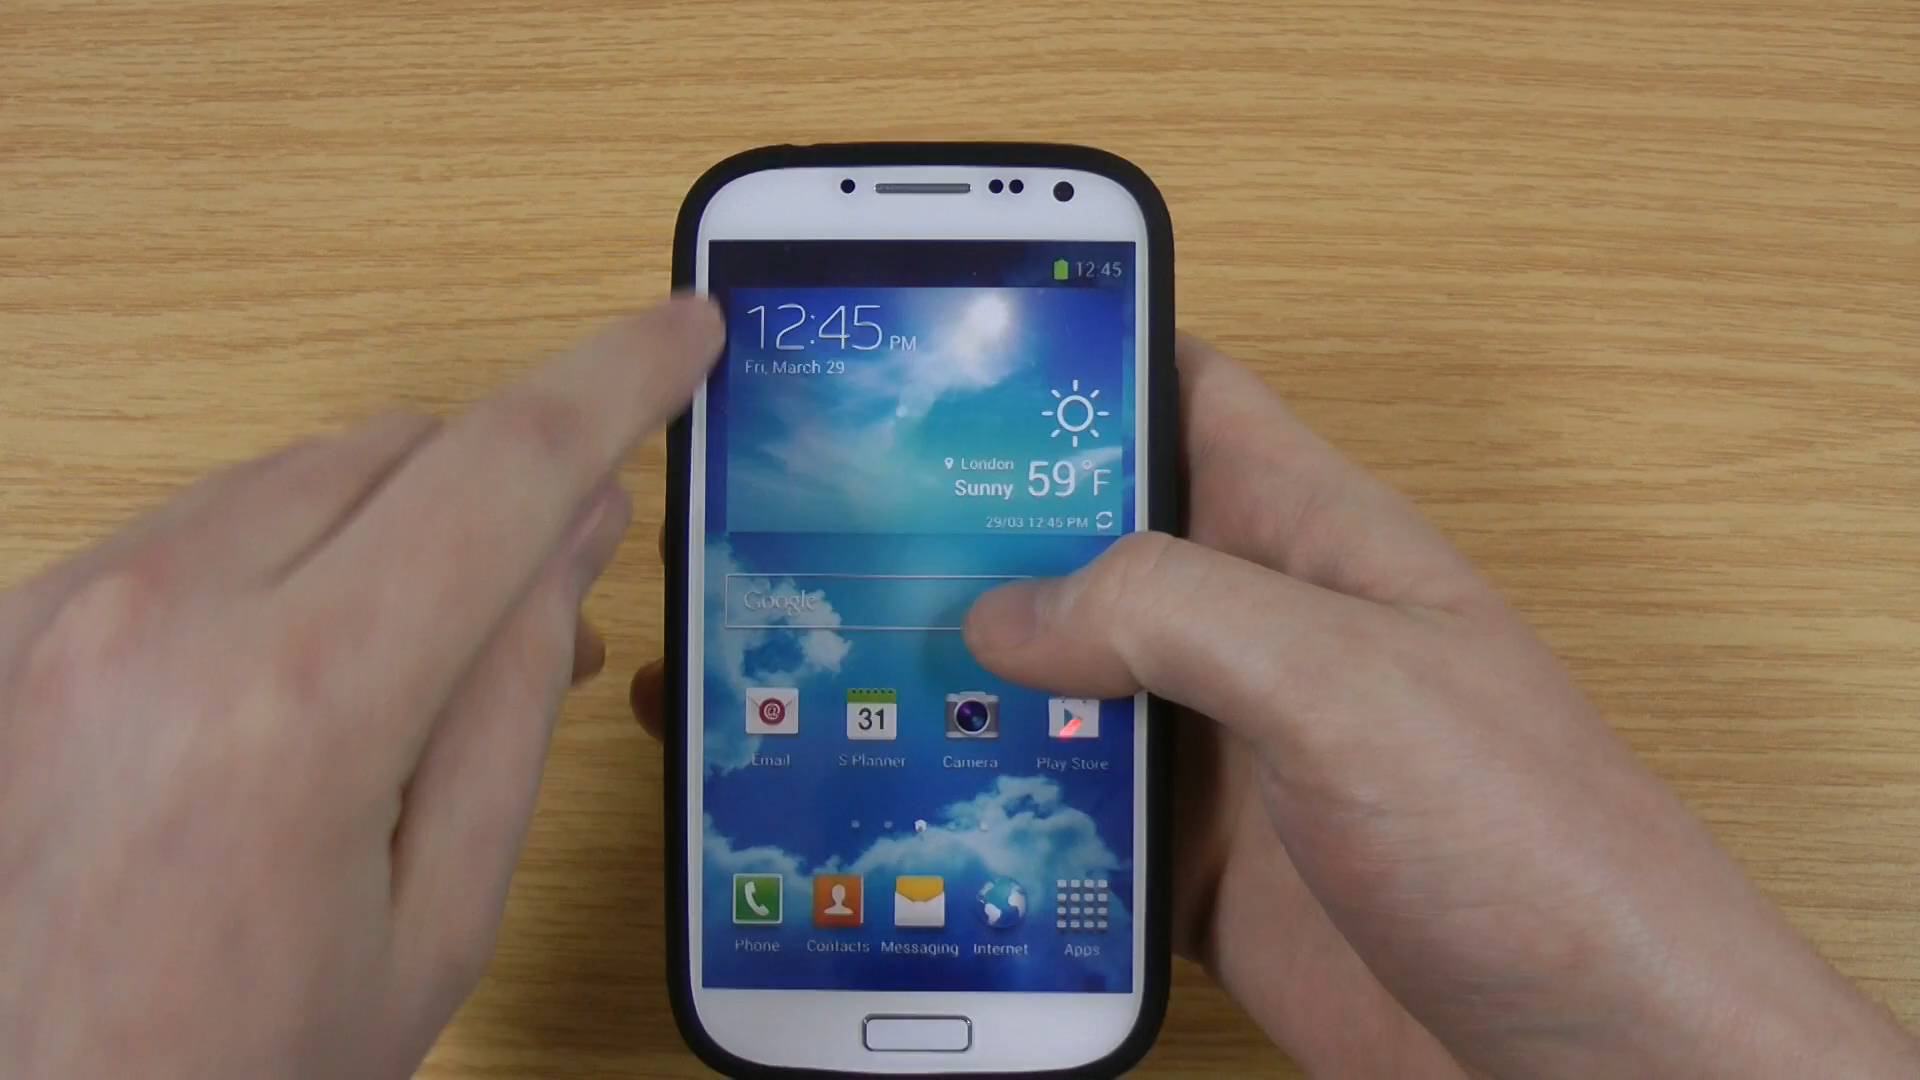 12:45
12:45 PM
Fri, March 29
London
Sunny 59°F
29/03 12:45 PM
Google
31
Email S Planner Camera Play Store
Phone Contacts Messaging Internet Apps